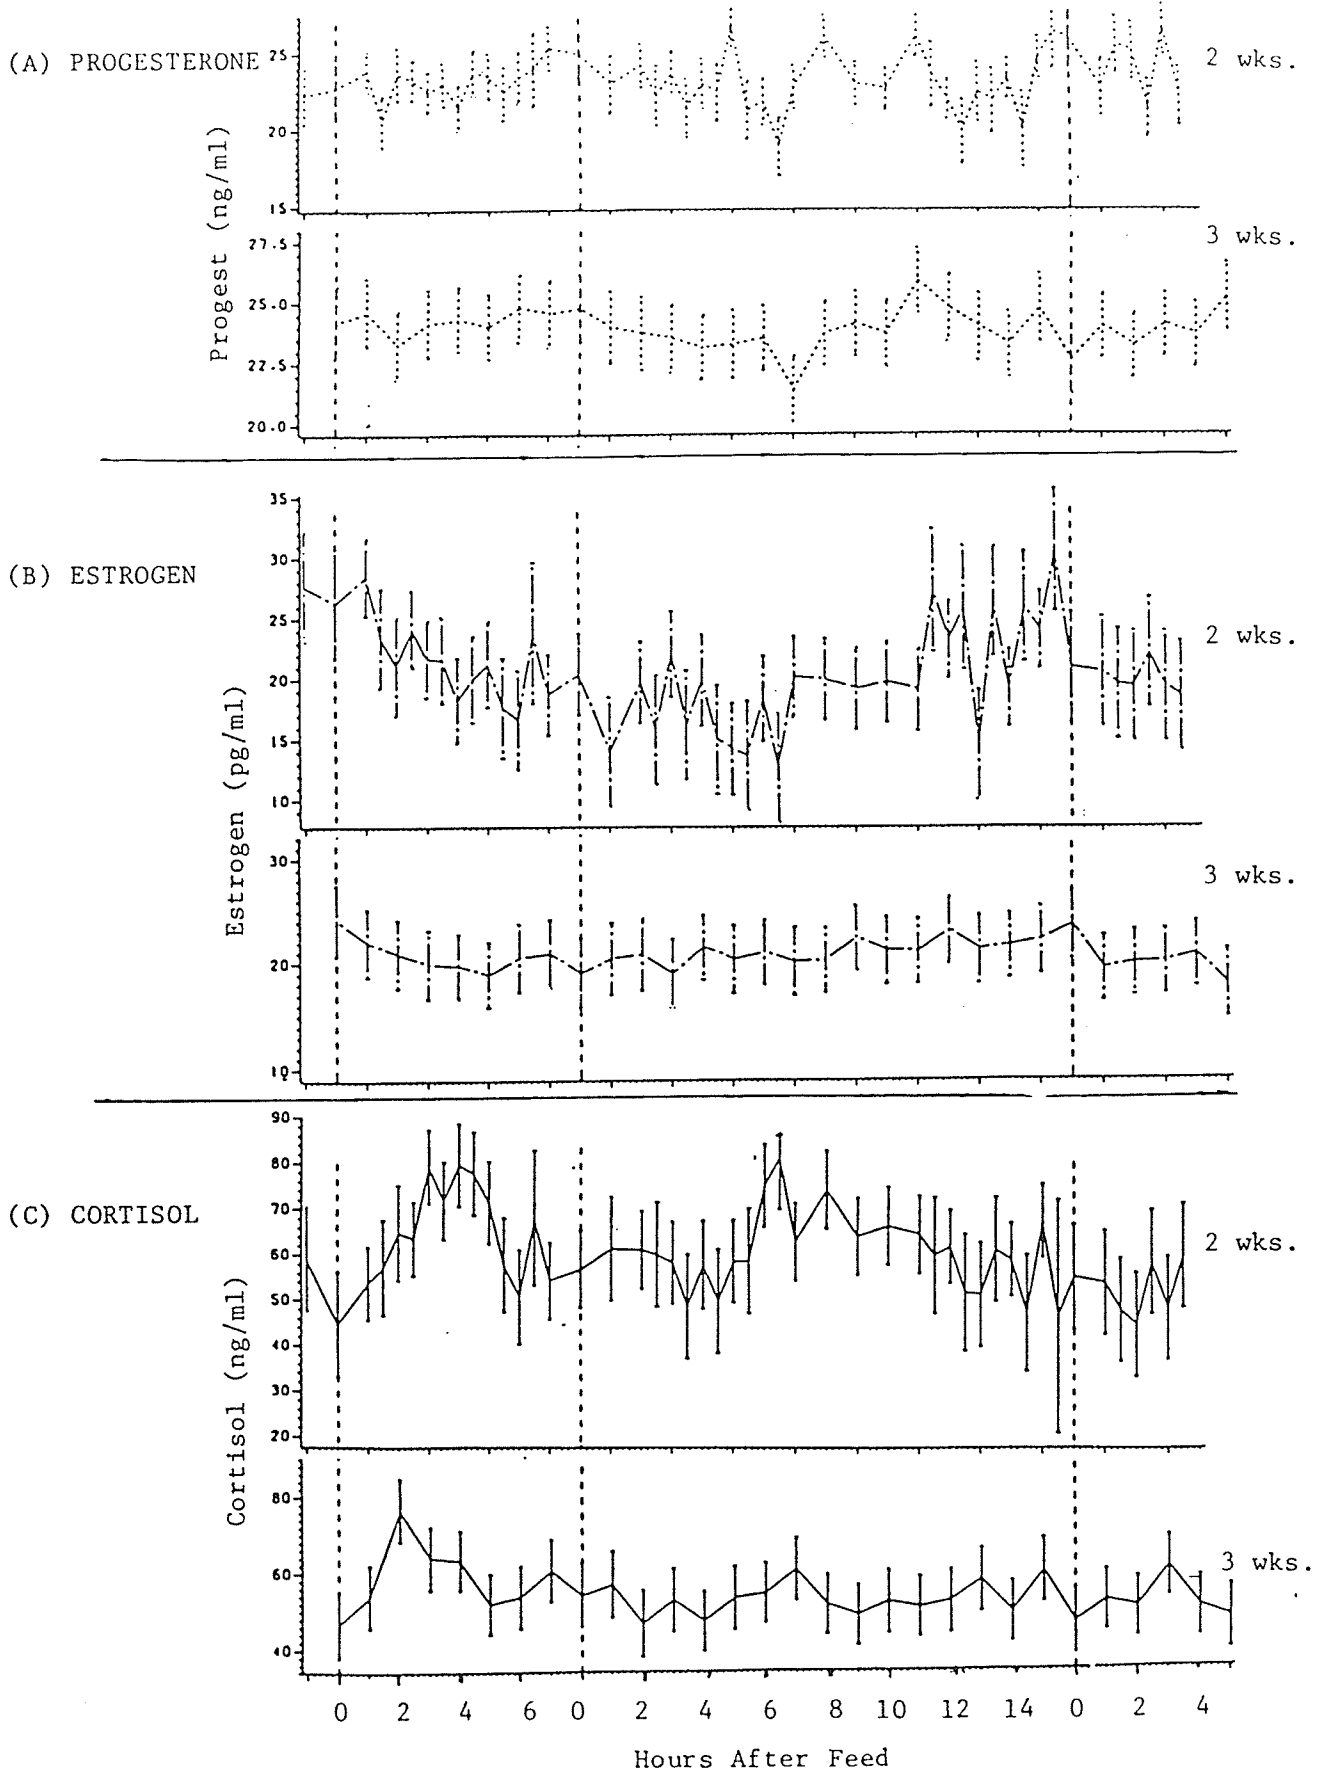 (A) PROGESTERONE
Progest (ng/ml)
25
20
15
2 wks.
27.5
25.0
22.5
20.0
3 wks.
(B) ESTROGEN
Estrogen (pg/ml)
35
30
25
20
15
10
2 wks.
30
20
10
3 wks.
(C) CORTISOL
Cortisol (ng/ml)
90
80
70
60
50
40
30
20
2 wks.
80
60
40
3 wks.
0 2 4 6 0 2 4 6 8 10 12 14 0 2 4
Hours After Feed